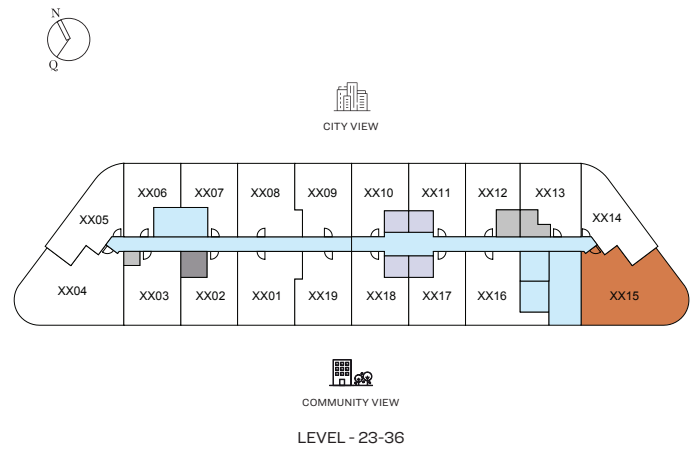 N
Q
CITY VIEW
XX06 XX07 XX08 XX09 XX10 XX11 XX12 XX13
XX05 XX14
XX04 XX15
XX03 XX02 XX01 XX19 XX18 XX17 XX16
COMMUNITY VIEW
LEVEL - 23-36